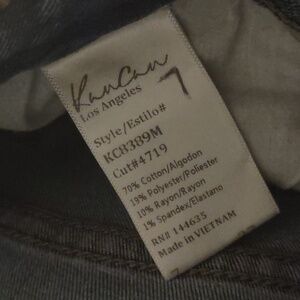 KanCan
Los Angeles
7
Style/Estilo#
KC8389M
Cut#4719
70% Cotton/Algodon
19% Polyester/Poliester
10% Rayon/Rayon
1% Spandex/Elastano
RN# 144635
Made in VIETNAM